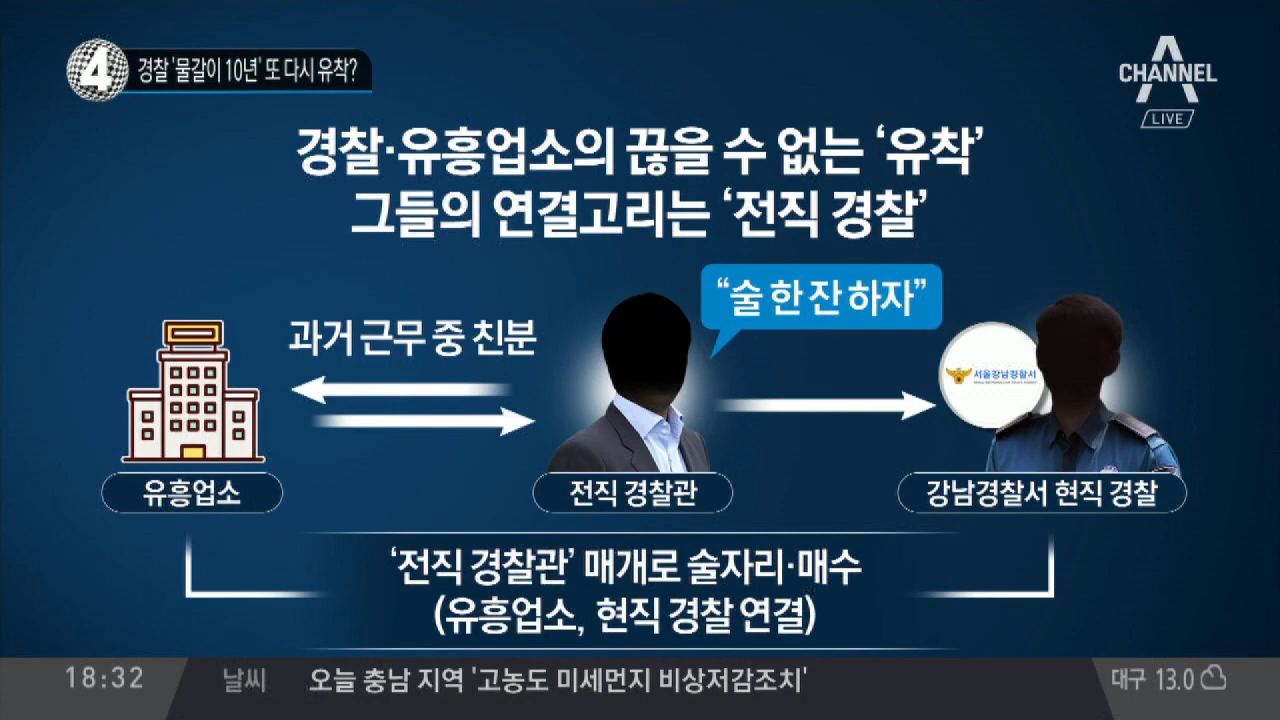 4 경찰 '물갈이 10년' 또 다시 유착?
CHANNEL A
LIVE
경찰·유흥업소의 끊을 수 없는 ‘유착’
그들의 연결고리는 ‘전직 경찰’
“술 한 잔 하자”
과거 근무 중 친분
서울강남경찰서
유흥업소
전직 경찰관
강남경찰서 현직 경찰
‘전직 경찰관’ 매개로 술자리·매수
(유흥업소, 현직 경찰 연결)
18:32
날씨
오늘 충남 지역 '고농도 미세먼지 비상저감조치'
대구 13.0